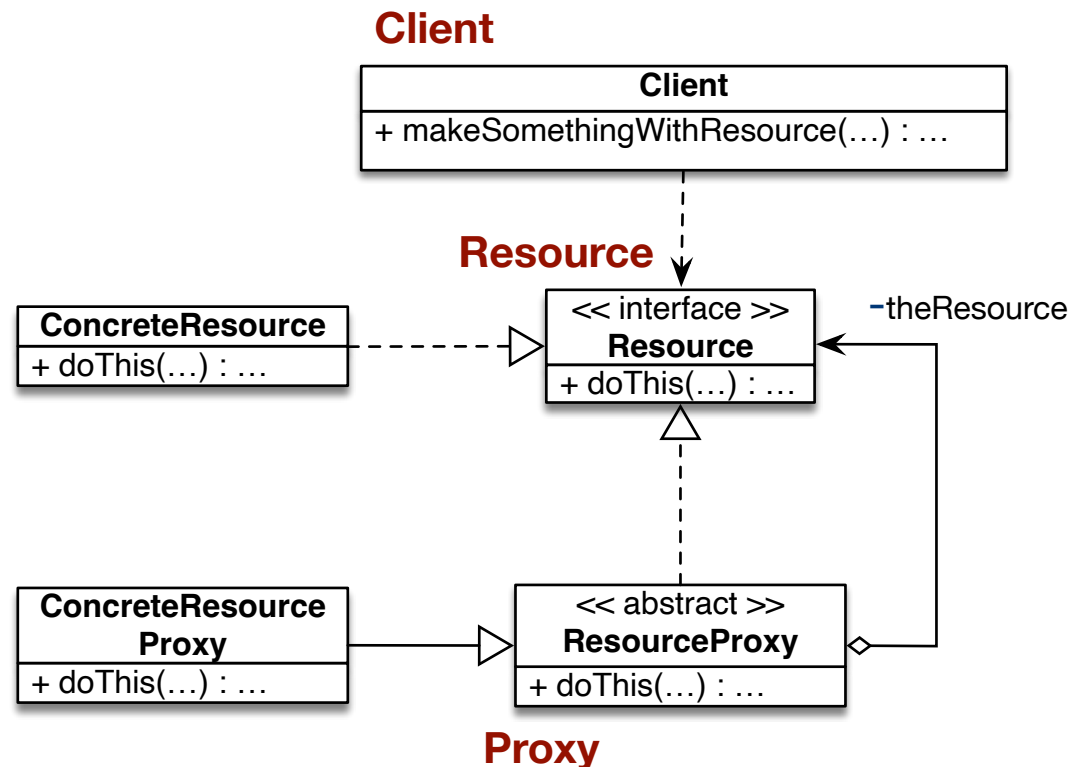 Client
Client
+ makeSomethingWithResource(…) : …
Resource
<< interface >>
Resource
+ doThis(…) : …
-theResource
ConcreteResource
+ doThis(…) : …
ConcreteResource
Proxy
+ doThis(…) : …
<< abstract >>
ResourceProxy
+ doThis(…) : …
Proxy